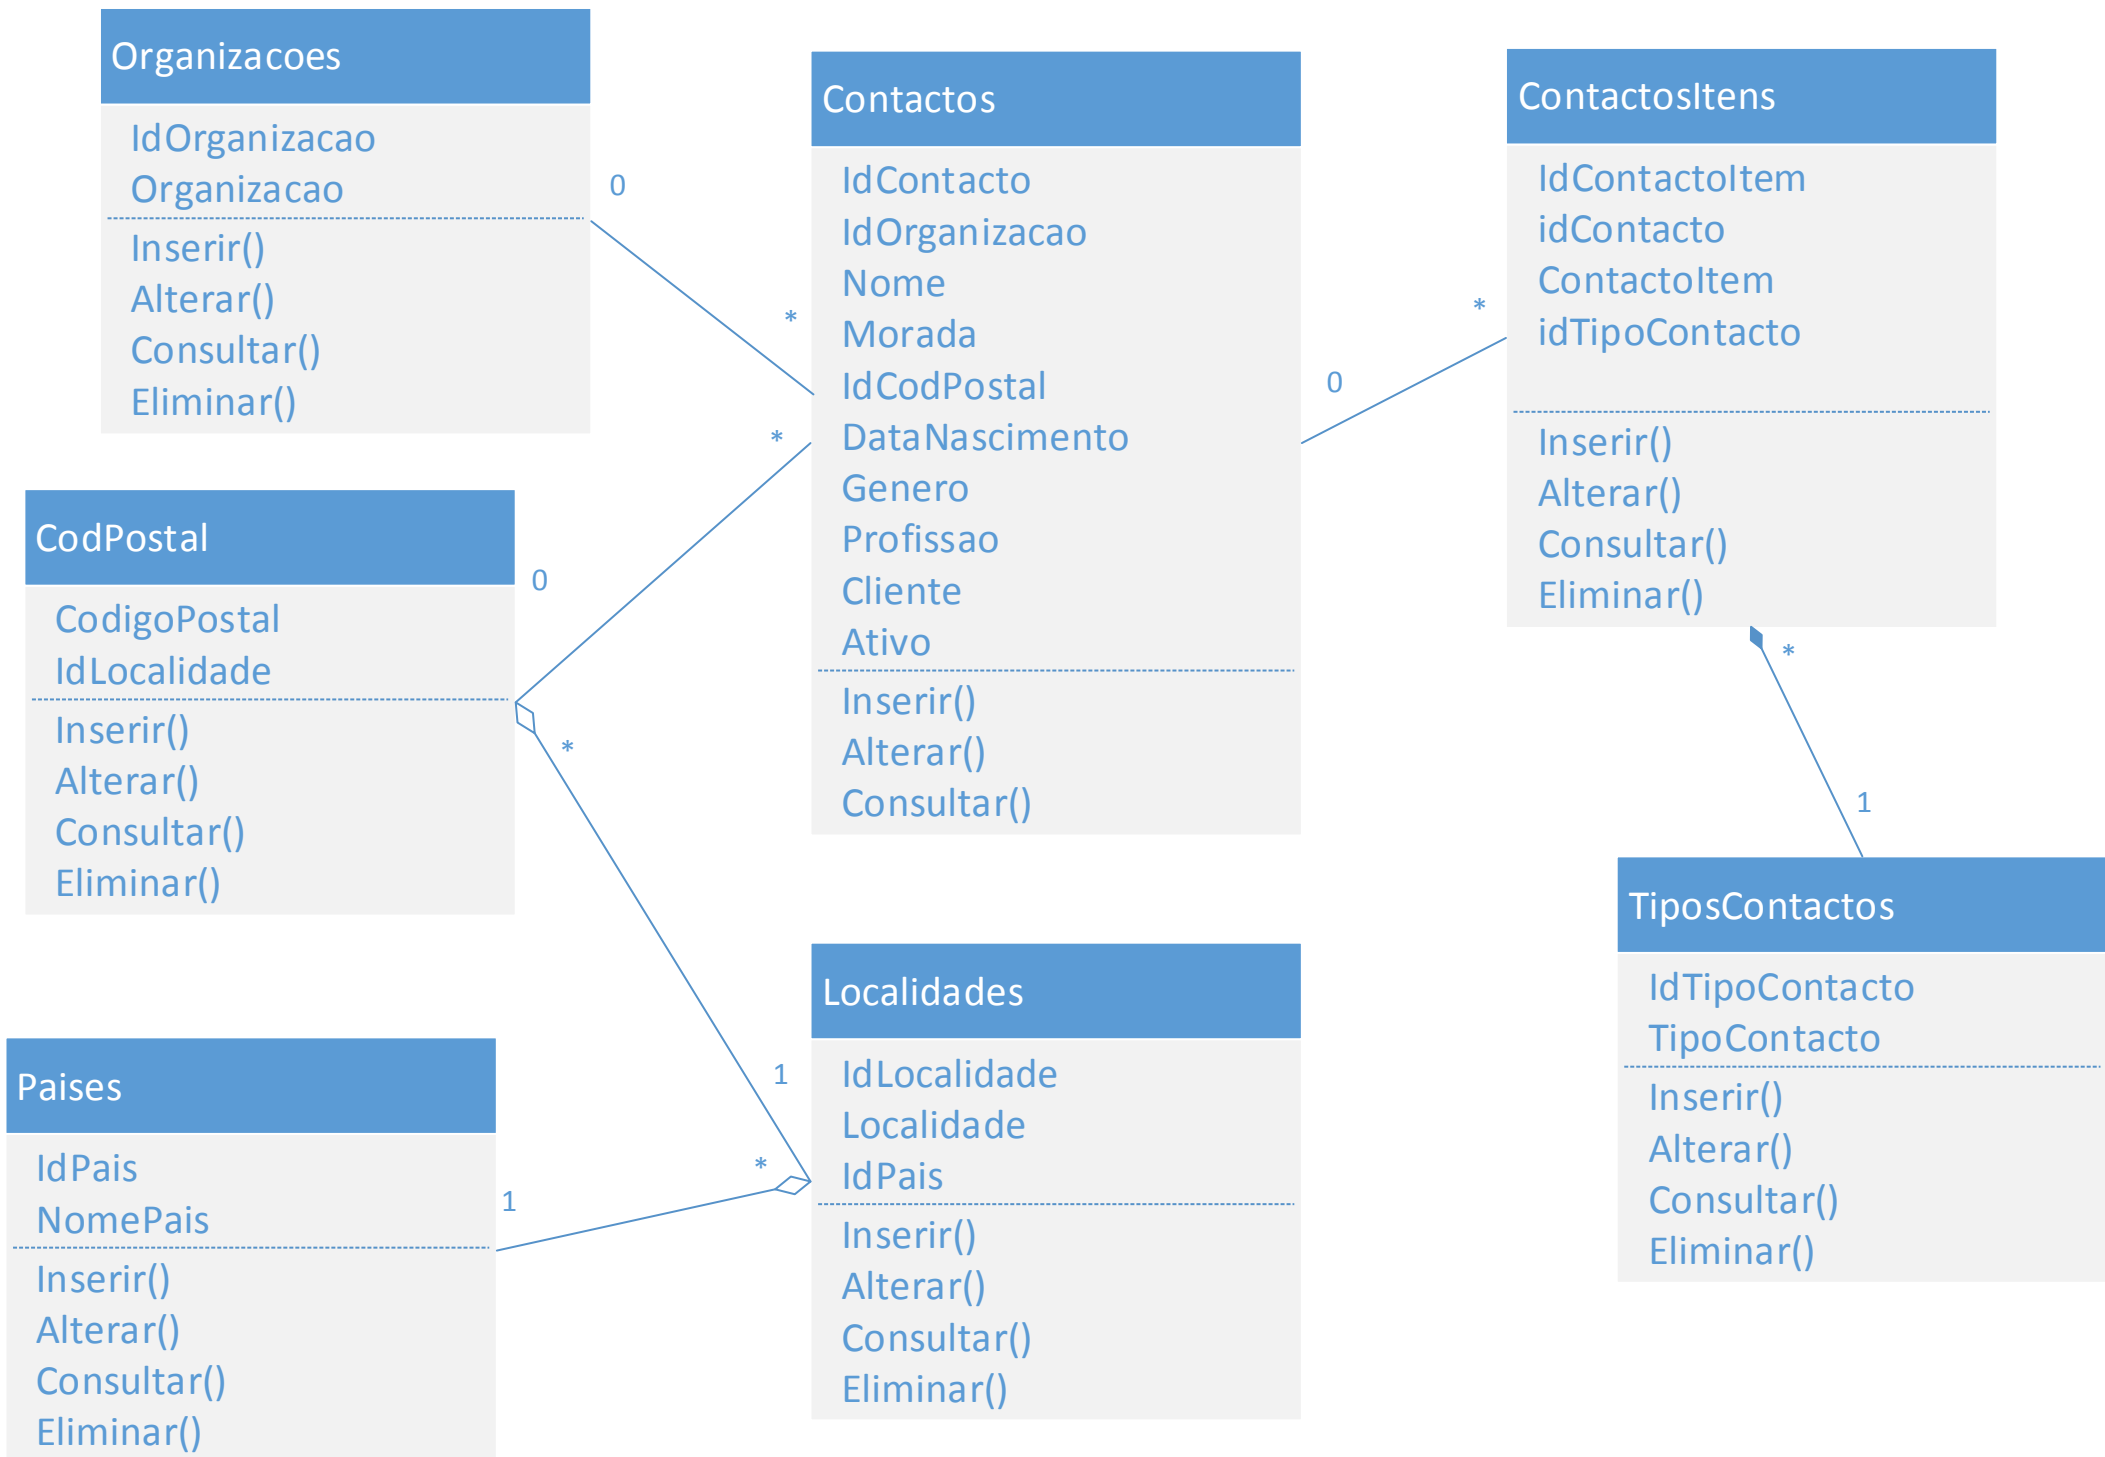 Organizacoes
IdOrganizacao
Organizacao
Inserir()
Alterar()
Consultar()
Eliminar()
0
*
Contactos
IdContacto
IdOrganizacao
Nome
Morada
IdCodPostal
DataNascimento
Genero
Profissao
Cliente
Ativo
Inserir()
Alterar()
Consultar()
0
*
ContactosItens
IdContactoItem
idContacto
ContactoItem
idTipoContacto
Inserir()
Alterar()
Consultar()
Eliminar()
*
1
CodPostal
CodigoPostal
IdLocalidade
Inserir()
Alterar()
Consultar()
Eliminar()
0
*
*
1
Localidades
IdLocalidade
Localidade
IdPais
Inserir()
Alterar()
Consultar()
Eliminar()
TiposContactos
IdTipoContacto
TipoContacto
Inserir()
Alterar()
Consultar()
Eliminar()
Paises
IdPais
NomePais
Inserir()
Alterar()
Consultar()
Eliminar()
1
*